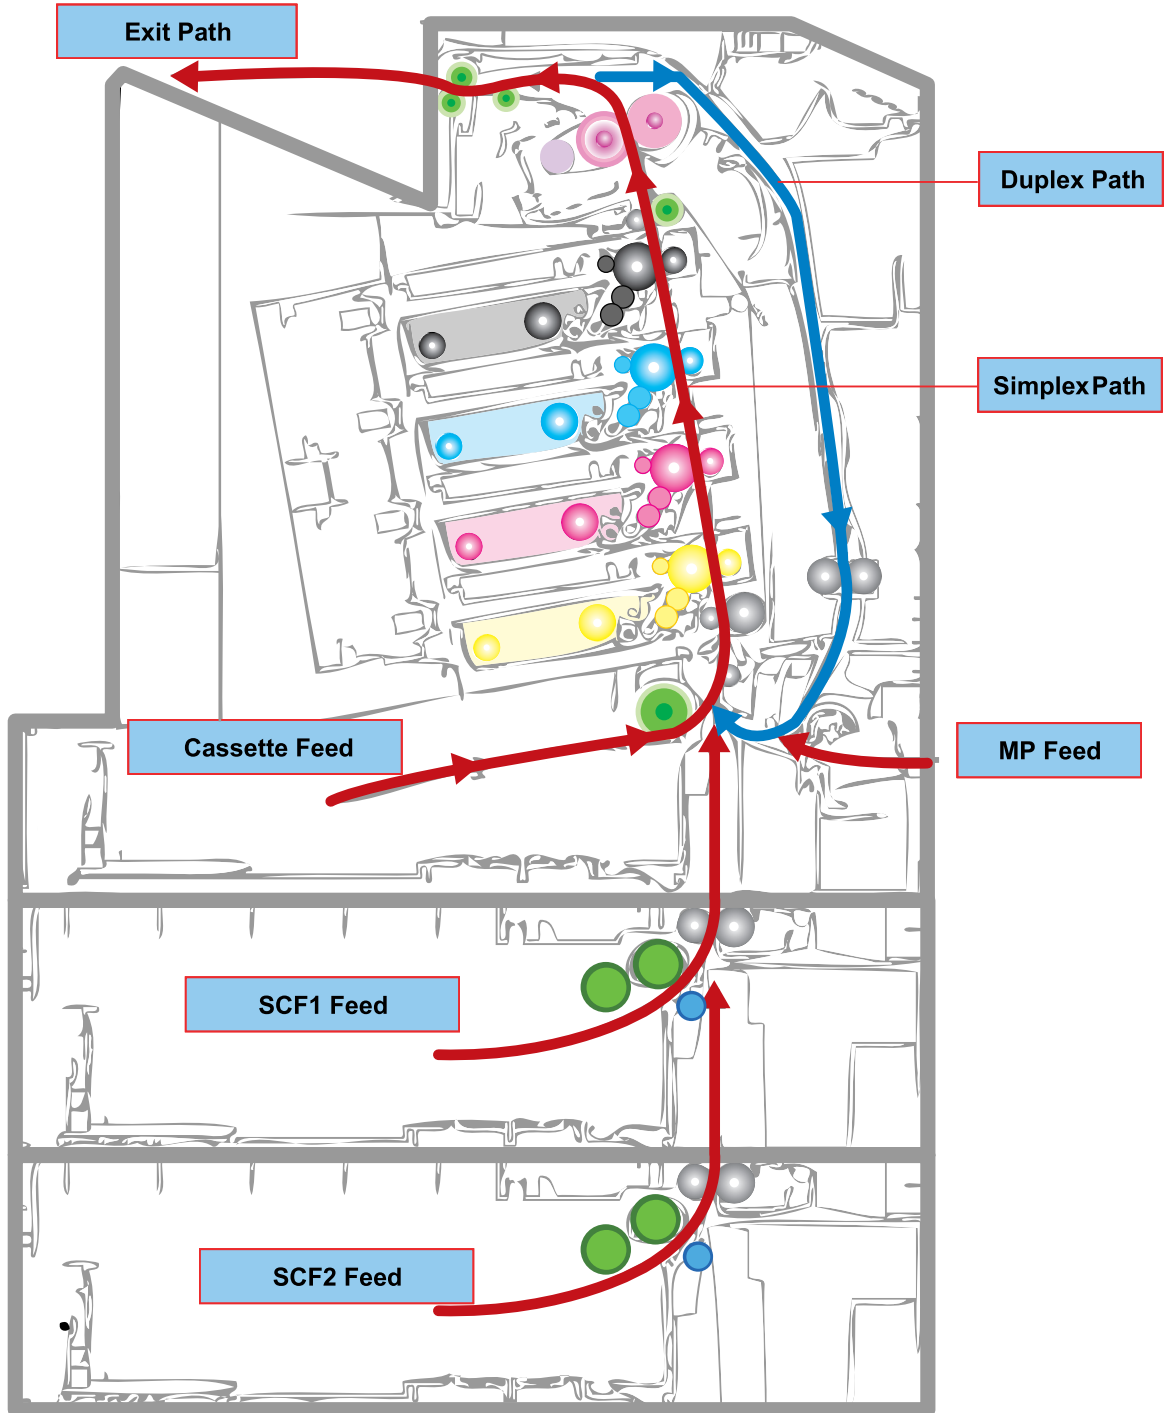 Exit Path
Duplex Path
Simplex Path
Cassette Feed
MP Feed
SCF1 Feed
SCF2 Feed